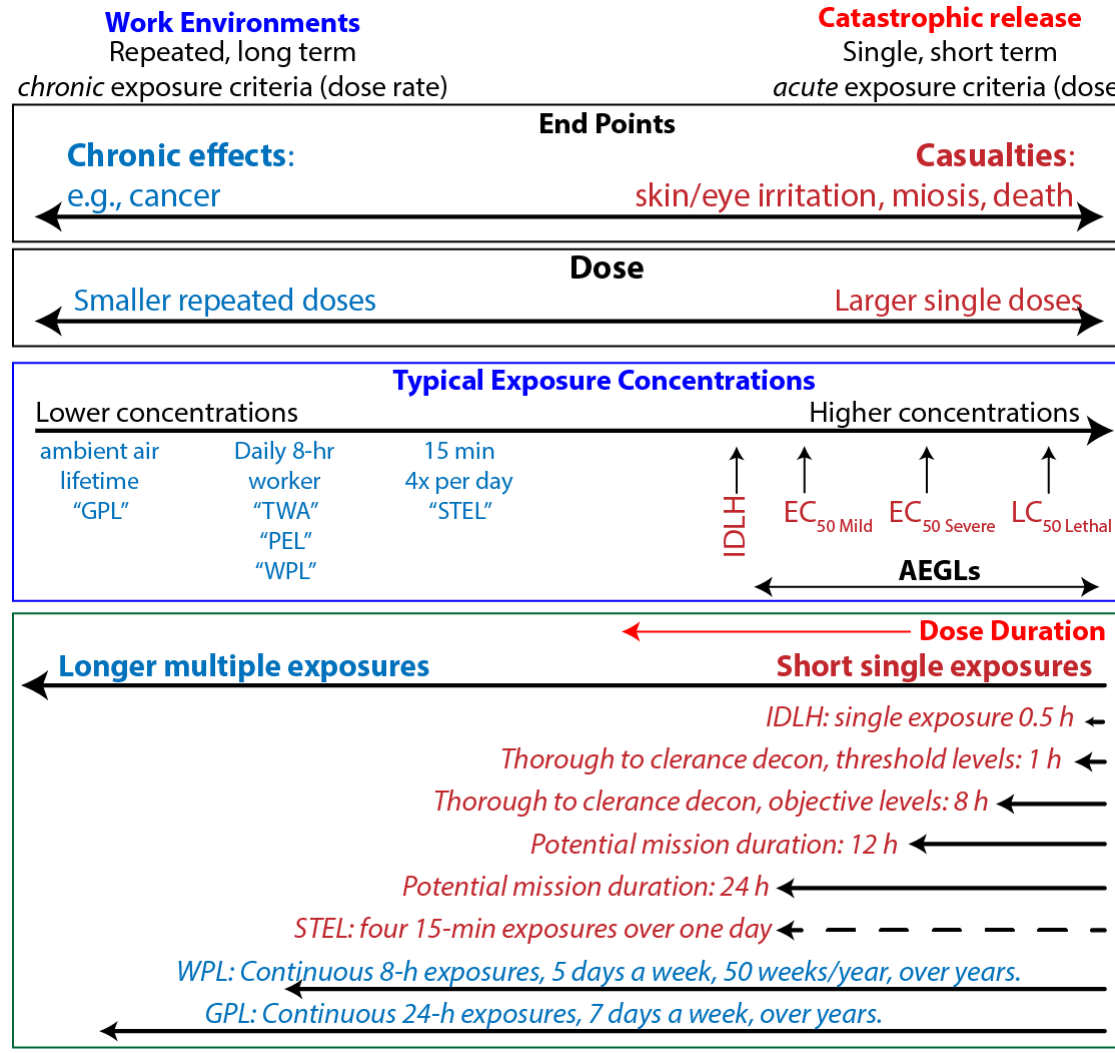 Work Environments
Repeated, long term
chronic exposure criteria (dose rate)
Catastrophic release
Single, short term
acute exposure criteria (dose
End Points
Chronic effects:
e.g., cancer
Casualties:
skin/eye irritation, miosis, death
Dose
Smaller repeated doses
Larger single doses
Typical Exposure Concentrations
Lower concentrations
Higher concentrations
ambient air
lifetime
“GPL”
Daily 8-hr
worker
“TWA”
“PEL”
“WPL”
15 min
4x per day
“STEL”
IDLH
EC50 Mild
EC50 Severe
LC50 Lethal
AEGLs
Dose Duration
Longer multiple exposures
Short single exposures
IDLH: single exposure 0.5 h
Thorough to clerance decon, threshold levels: 1 h
Thorough to clerance decon, objective levels: 8 h
Potential mission duration: 12 h
Potential mission duration: 24 h
STEL: four 15-min exposures over one day
WPL: Continuous 8-h exposures, 5 days a week, 50 weeks/year, over years.
GPL: Continuous 24-h exposures, 7 days a week, over years.